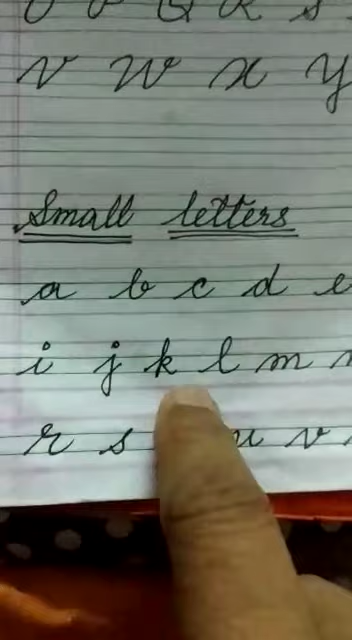 Q R S
V W X Y
Small letters
a b c d e
i j k l m
r s u v